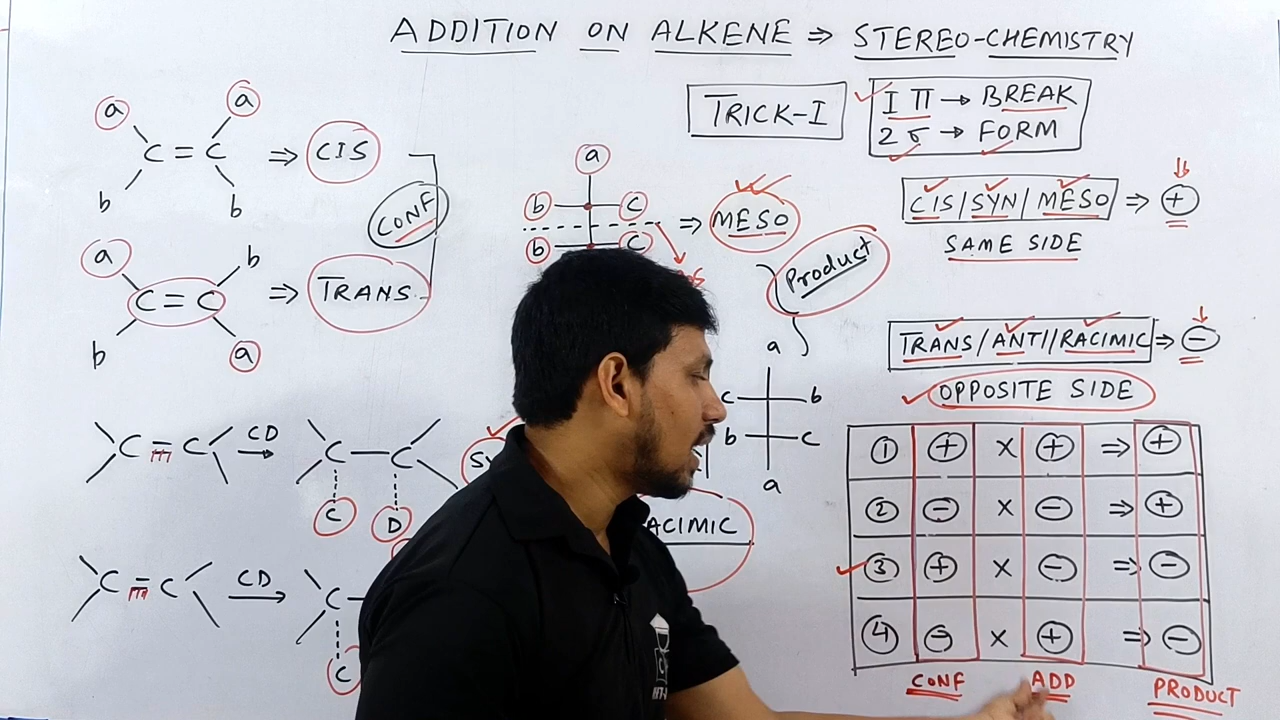 ADDITION ON ALKENE ⇒ STEREO-CHEMISTRY
TRICK-I
1 π → BREAK
2 σ → FORM
a a
C = C ⇒ CIS
b b
CONF
a b
C = C ⇒ TRANS
b a
a
b c
b c
⇒ MESO
Product
CIS/SYN/MESO ⇒ +
SAME SIDE
TRANS/ANTI/RACIMIC ⇒ -
OPPOSITE SIDE
a
c b
b c
a
C = C CD → C — C
C D
C = C CD → C
C
ACIMIC
① + × + ⇒ +
② - × - ⇒ +
③ + × - ⇒ -
④ - × + ⇒ -
CONF ADD PRODUCT